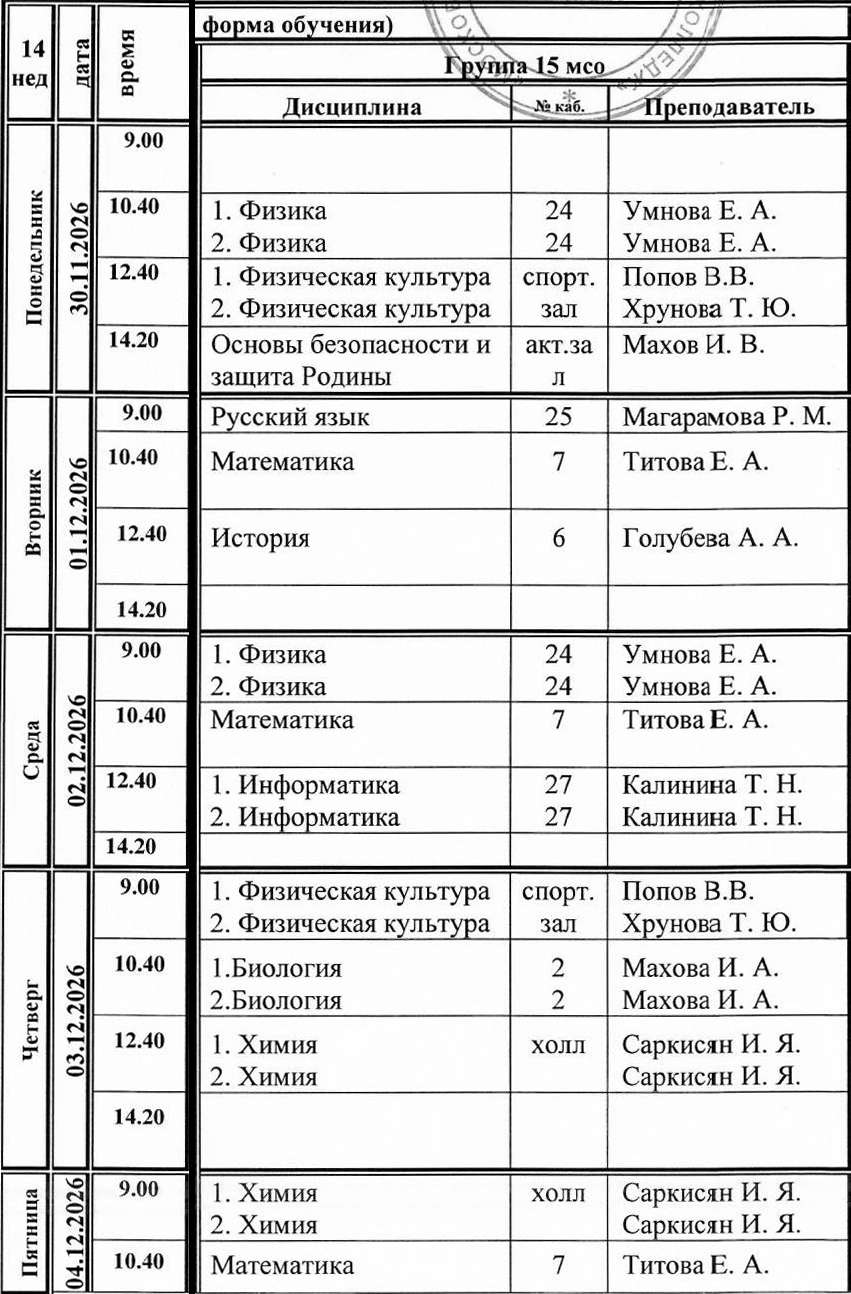 форма обучения)
14 нед
дата
время
Группа 15 мсо
Дисциплина № каб. Преподаватель
Понедельник
30.11.2026
9.00
10.40 1. Физика 24 Умнова Е. А.
2. Физика 24 Умнова Е. А.
12.40 1. Физическая культура спорт. Попов В.В.
2. Физическая культура зал Хрунова Т. Ю.
14.20 Основы безопасности и акт.за Махов И. В.
защита Родины л
Вторник
01.12.2026
9.00 Русский язык 25 Магарамова Р. М.
10.40 Математика 7 Титова Е. А.
12.40 История 6 Голубева А. А.
14.20
Среда
02.12.2026
9.00 1. Физика 24 Умнова Е. А.
2. Физика 24 Умнова Е. А.
10.40 Математика 7 Титова Е. А.
12.40 1. Информатика 27 Калинина Т. Н.
2. Информатика 27 Калинина Т. Н.
14.20
Четверг
03.12.2026
9.00 1. Физическая культура спорт. Попов В.В.
2. Физическая культура зал Хрунова Т. Ю.
10.40 1.Биология 2 Махова И. А.
2.Биология 2 Махова И. А.
12.40 1. Химия холл Саркисян И. Я.
2. Химия Саркисян И. Я.
14.20
Пятница
04.12.2026
9.00 1. Химия холл Саркисян И. Я.
2. Химия Саркисян И. Я.
10.40 Математика 7 Титова Е. А.